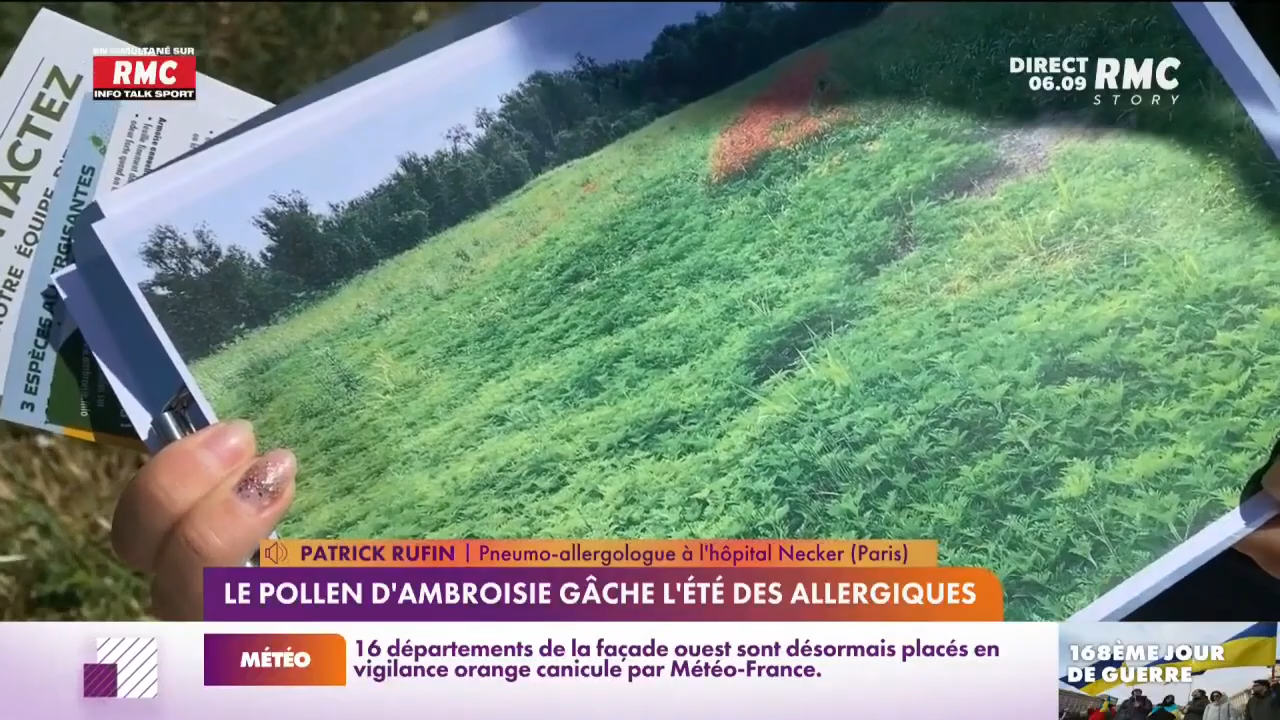 EN SIMULTANÉ SUR
RMC
INFO TALK SPORT
DIRECT
06.09
RMC
STORY
NOTRE ÉQUIPE
3 ESPÈCES
PATRICK RUFIN | Pneumo-allergologue à l'hôpital Necker (Paris)
LE POLLEN D'AMBROISIE GÂCHE L'ÉTÉ DES ALLERGIQUES
MÉTÉO
16 départements de la façade ouest sont désormais placés en
vigilance orange canicule par Météo-France.
168ÈME JOUR
DE GUERRE